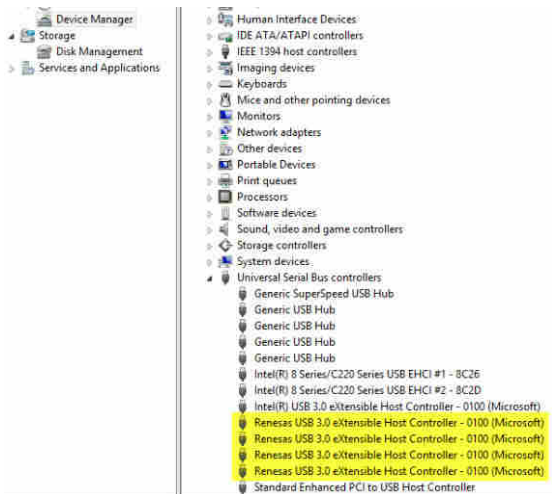 Device Manager
Storage
Disk Management
Services and Applications
Human Interface Devices
IDE ATA/ATAPI controllers
IEEE 1394 host controllers
Imaging devices
Keyboards
Mice and other pointing devices
Monitors
Network adapters
Other devices
Portable Devices
Print queues
Processors
Software devices
Sound, video and game controllers
Storage controllers
System devices
Universal Serial Bus controllers
Generic SuperSpeed USB Hub
Generic USB Hub
Generic USB Hub
Generic USB Hub
Generic USB Hub
Intel(R) 8 Series/C220 Series USB EHCI #1 - 8C26
Intel(R) 8 Series/C220 Series USB EHCI #2 - 8C2D
Intel(R) USB 3.0 eXtensible Host Controller - 0100 (Microsoft)
Renesas USB 3.0 eXtensible Host Controller - 0100 (Microsoft)
Renesas USB 3.0 eXtensible Host Controller - 0100 (Microsoft)
Renesas USB 3.0 eXtensible Host Controller - 0100 (Microsoft)
Renesas USB 3.0 eXtensible Host Controller - 0100 (Microsoft)
Standard Enhanced PCI to USB Host Controller